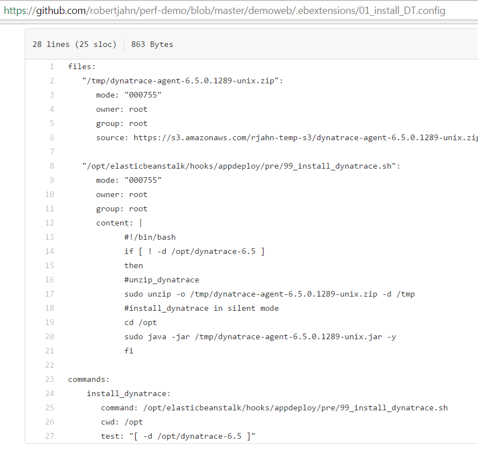 https://github.com/robertjahn/perf-demo/blob/master/demoweb/.ebextensions/01_install_DT.config
28 lines (25 sloc) 863 Bytes
1 files:
2 "/tmp/dynatrace-agent-6.5.0.1289-unix.zip":
3 mode: "000755"
4 owner: root
5 group: root
6 source: https://s3.amazonaws.com/rjahn-temp-s3/dynatrace-agent-6.5.0.1289-unix.zip
7
8 "/opt/elasticbeanstalk/hooks/appdeploy/pre/99_install_dynatrace.sh":
9 mode: "000755"
10 owner: root
11 group: root
12 content: |
13 #!/bin/bash
14 if [ ! -d /opt/dynatrace-6.5 ]
15 then
16 #unzip_dynatrace
17 sudo unzip -o /tmp/dynatrace-agent-6.5.0.1289-unix.zip -d /tmp
18 #install_dynatrace in silent mode
19 cd /opt
20 sudo java -jar /tmp/dynatrace-agent-6.5.0.1289-unix.jar -y
21 fi
22
23 commands:
24 install_dynatrace:
25 command: /opt/elasticbeanstalk/hooks/appdeploy/pre/99_install_dynatrace.sh
26 cwd: /opt
27 test: "[ -d /opt/dynatrace-6.5 ]"